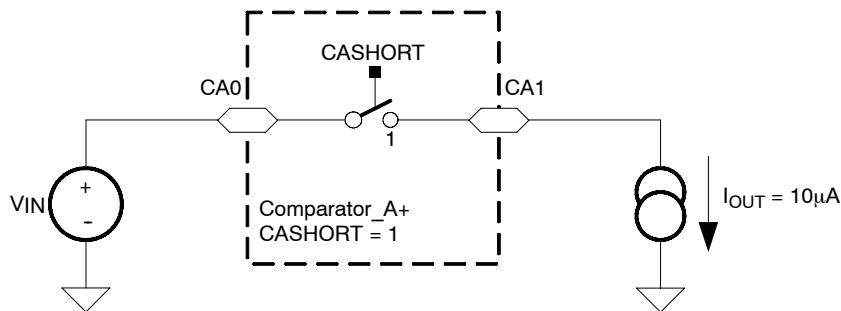 CASHORT
CA0
CA1
1
VIN
+
-
Comparator_A+
CASHORT = 1
IOUT = 10μA